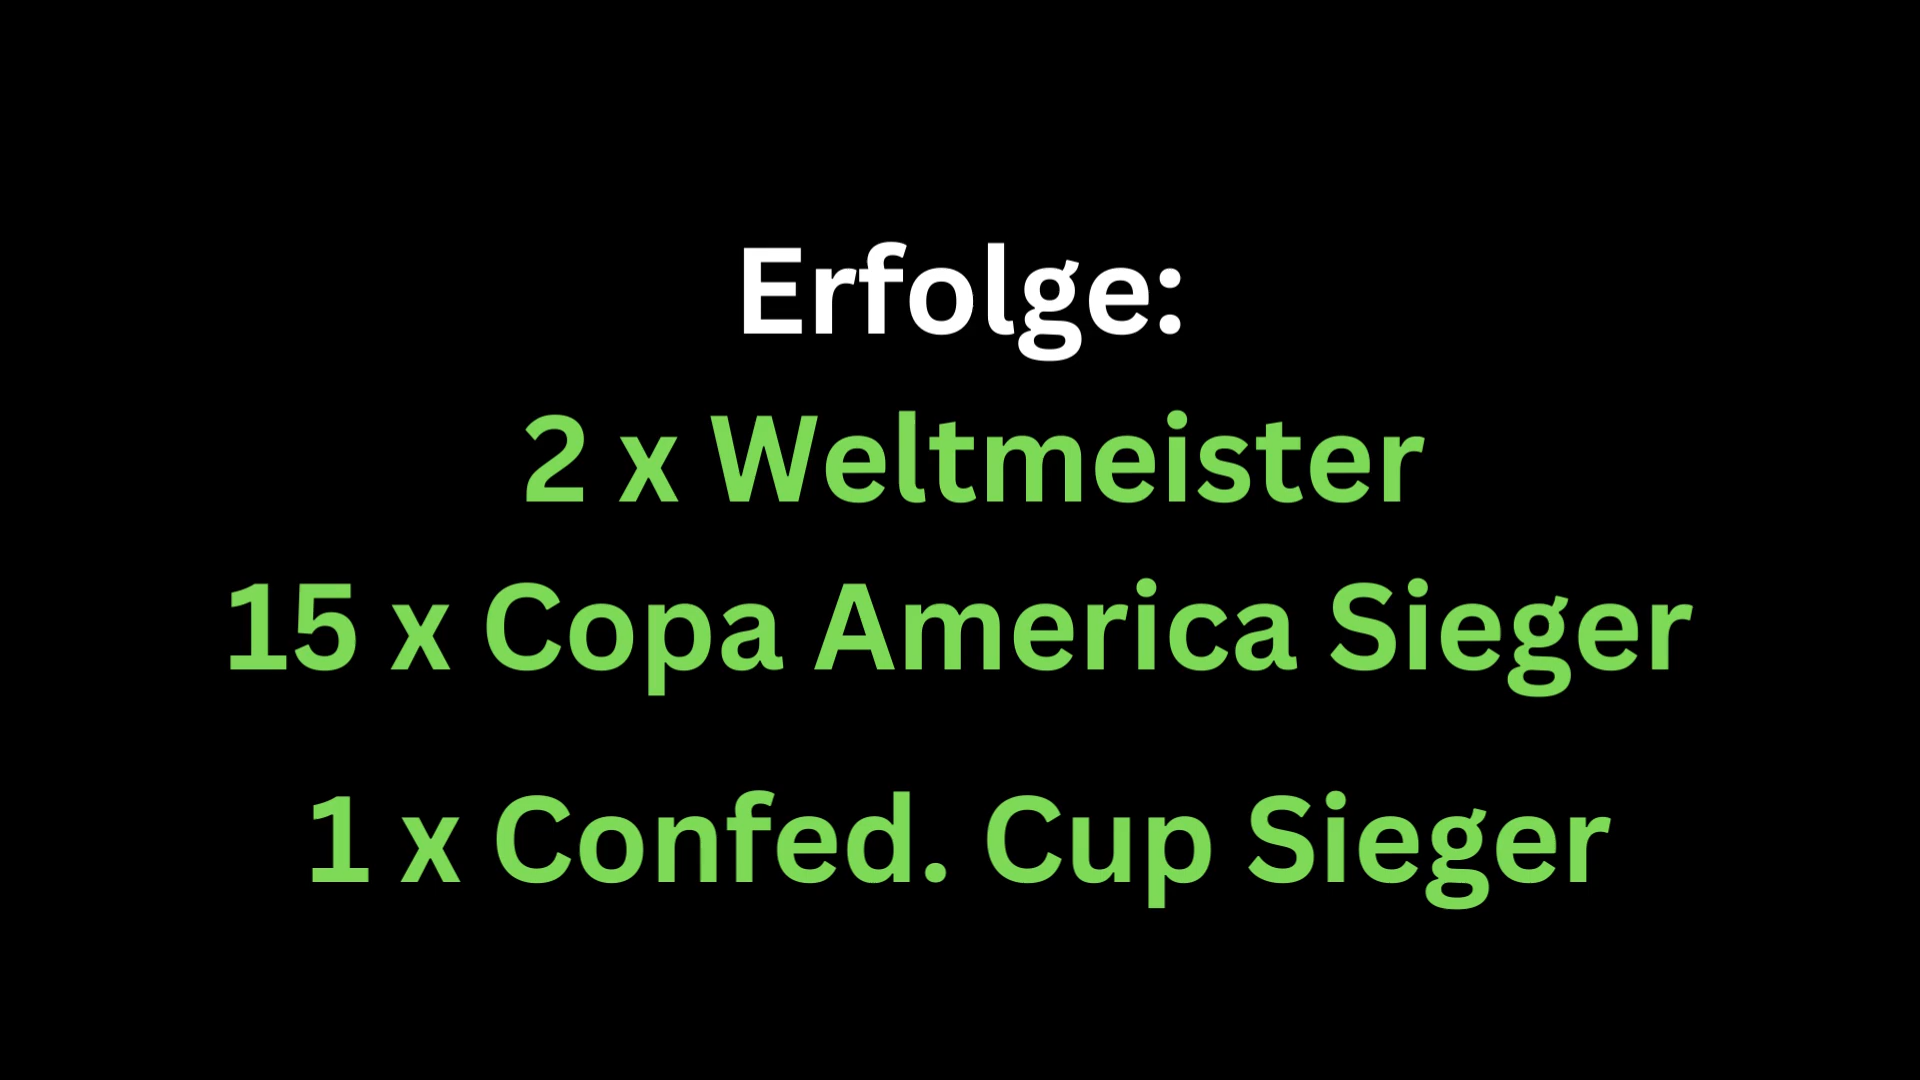 Erfolge:
2 x Weltmeister
15 x Copa America Sieger
1 x Confed. Cup Sieger